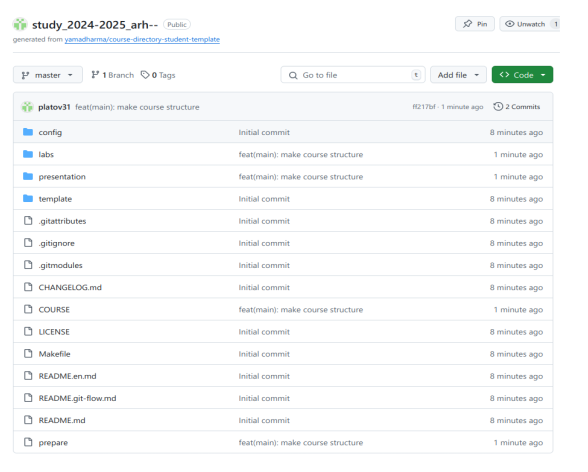 study_2024-2025_arh-- Public
Pin
Unwatch 1
generated from yamadharma/course-directory-student-template
master 1 Branch 0 Tags
Go to file t
Add file
Code
platov31 feat(main): make course structure ff217bf · 1 minute ago 2 Commits
config Initial commit 8 minutes ago
labs feat(main): make course structure 1 minute ago
presentation feat(main): make course structure 1 minute ago
template Initial commit 8 minutes ago
.gitattributes Initial commit 8 minutes ago
.gitignore Initial commit 8 minutes ago
.gitmodules Initial commit 8 minutes ago
CHANGELOG.md Initial commit 8 minutes ago
COURSE feat(main): make course structure 1 minute ago
LICENSE Initial commit 8 minutes ago
Makefile Initial commit 8 minutes ago
README.en.md Initial commit 8 minutes ago
README.git-flow.md Initial commit 8 minutes ago
README.md Initial commit 8 minutes ago
prepare feat(main): make course structure 1 minute ago